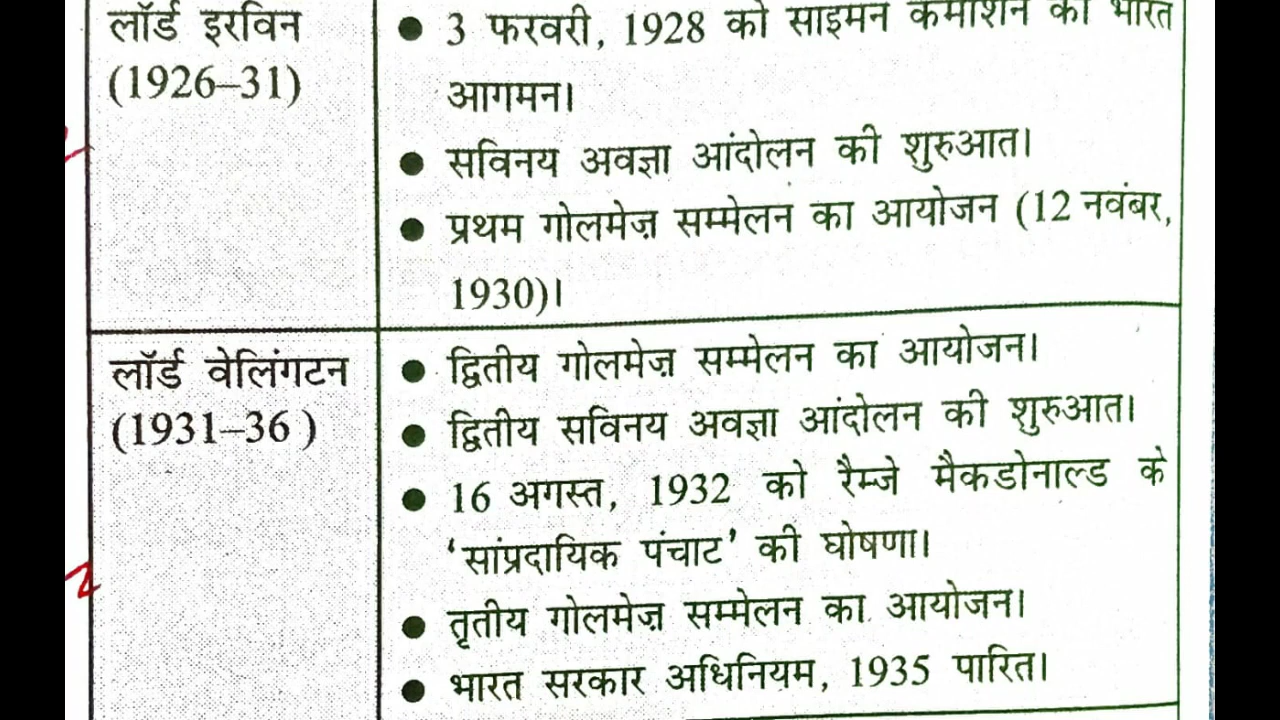 लॉर्ड इरविन
(1926–31)
● 3 फरवरी, 1928 को साइमन कमीशन का भारत
आगमन।
● सविनय अवज्ञा आंदोलन की शुरुआत।
● प्रथम गोलमेज़ सम्मेलन का आयोजन (12 नवंबर,
1930)।
लॉर्ड वेलिंगटन
(1931–36 )
● द्वितीय गोलमेज़ सम्मेलन का आयोजन।
● द्वितीय सविनय अवज्ञा आंदोलन की शुरुआत।
● 16 अगस्त, 1932 को रैम्जे मैकडोनाल्ड के
‘सांप्रदायिक पंचाट’ की घोषणा।
● तृतीय गोलमेज़ सम्मेलन का आयोजन।
● भारत सरकार अधिनियम, 1935 पारित।